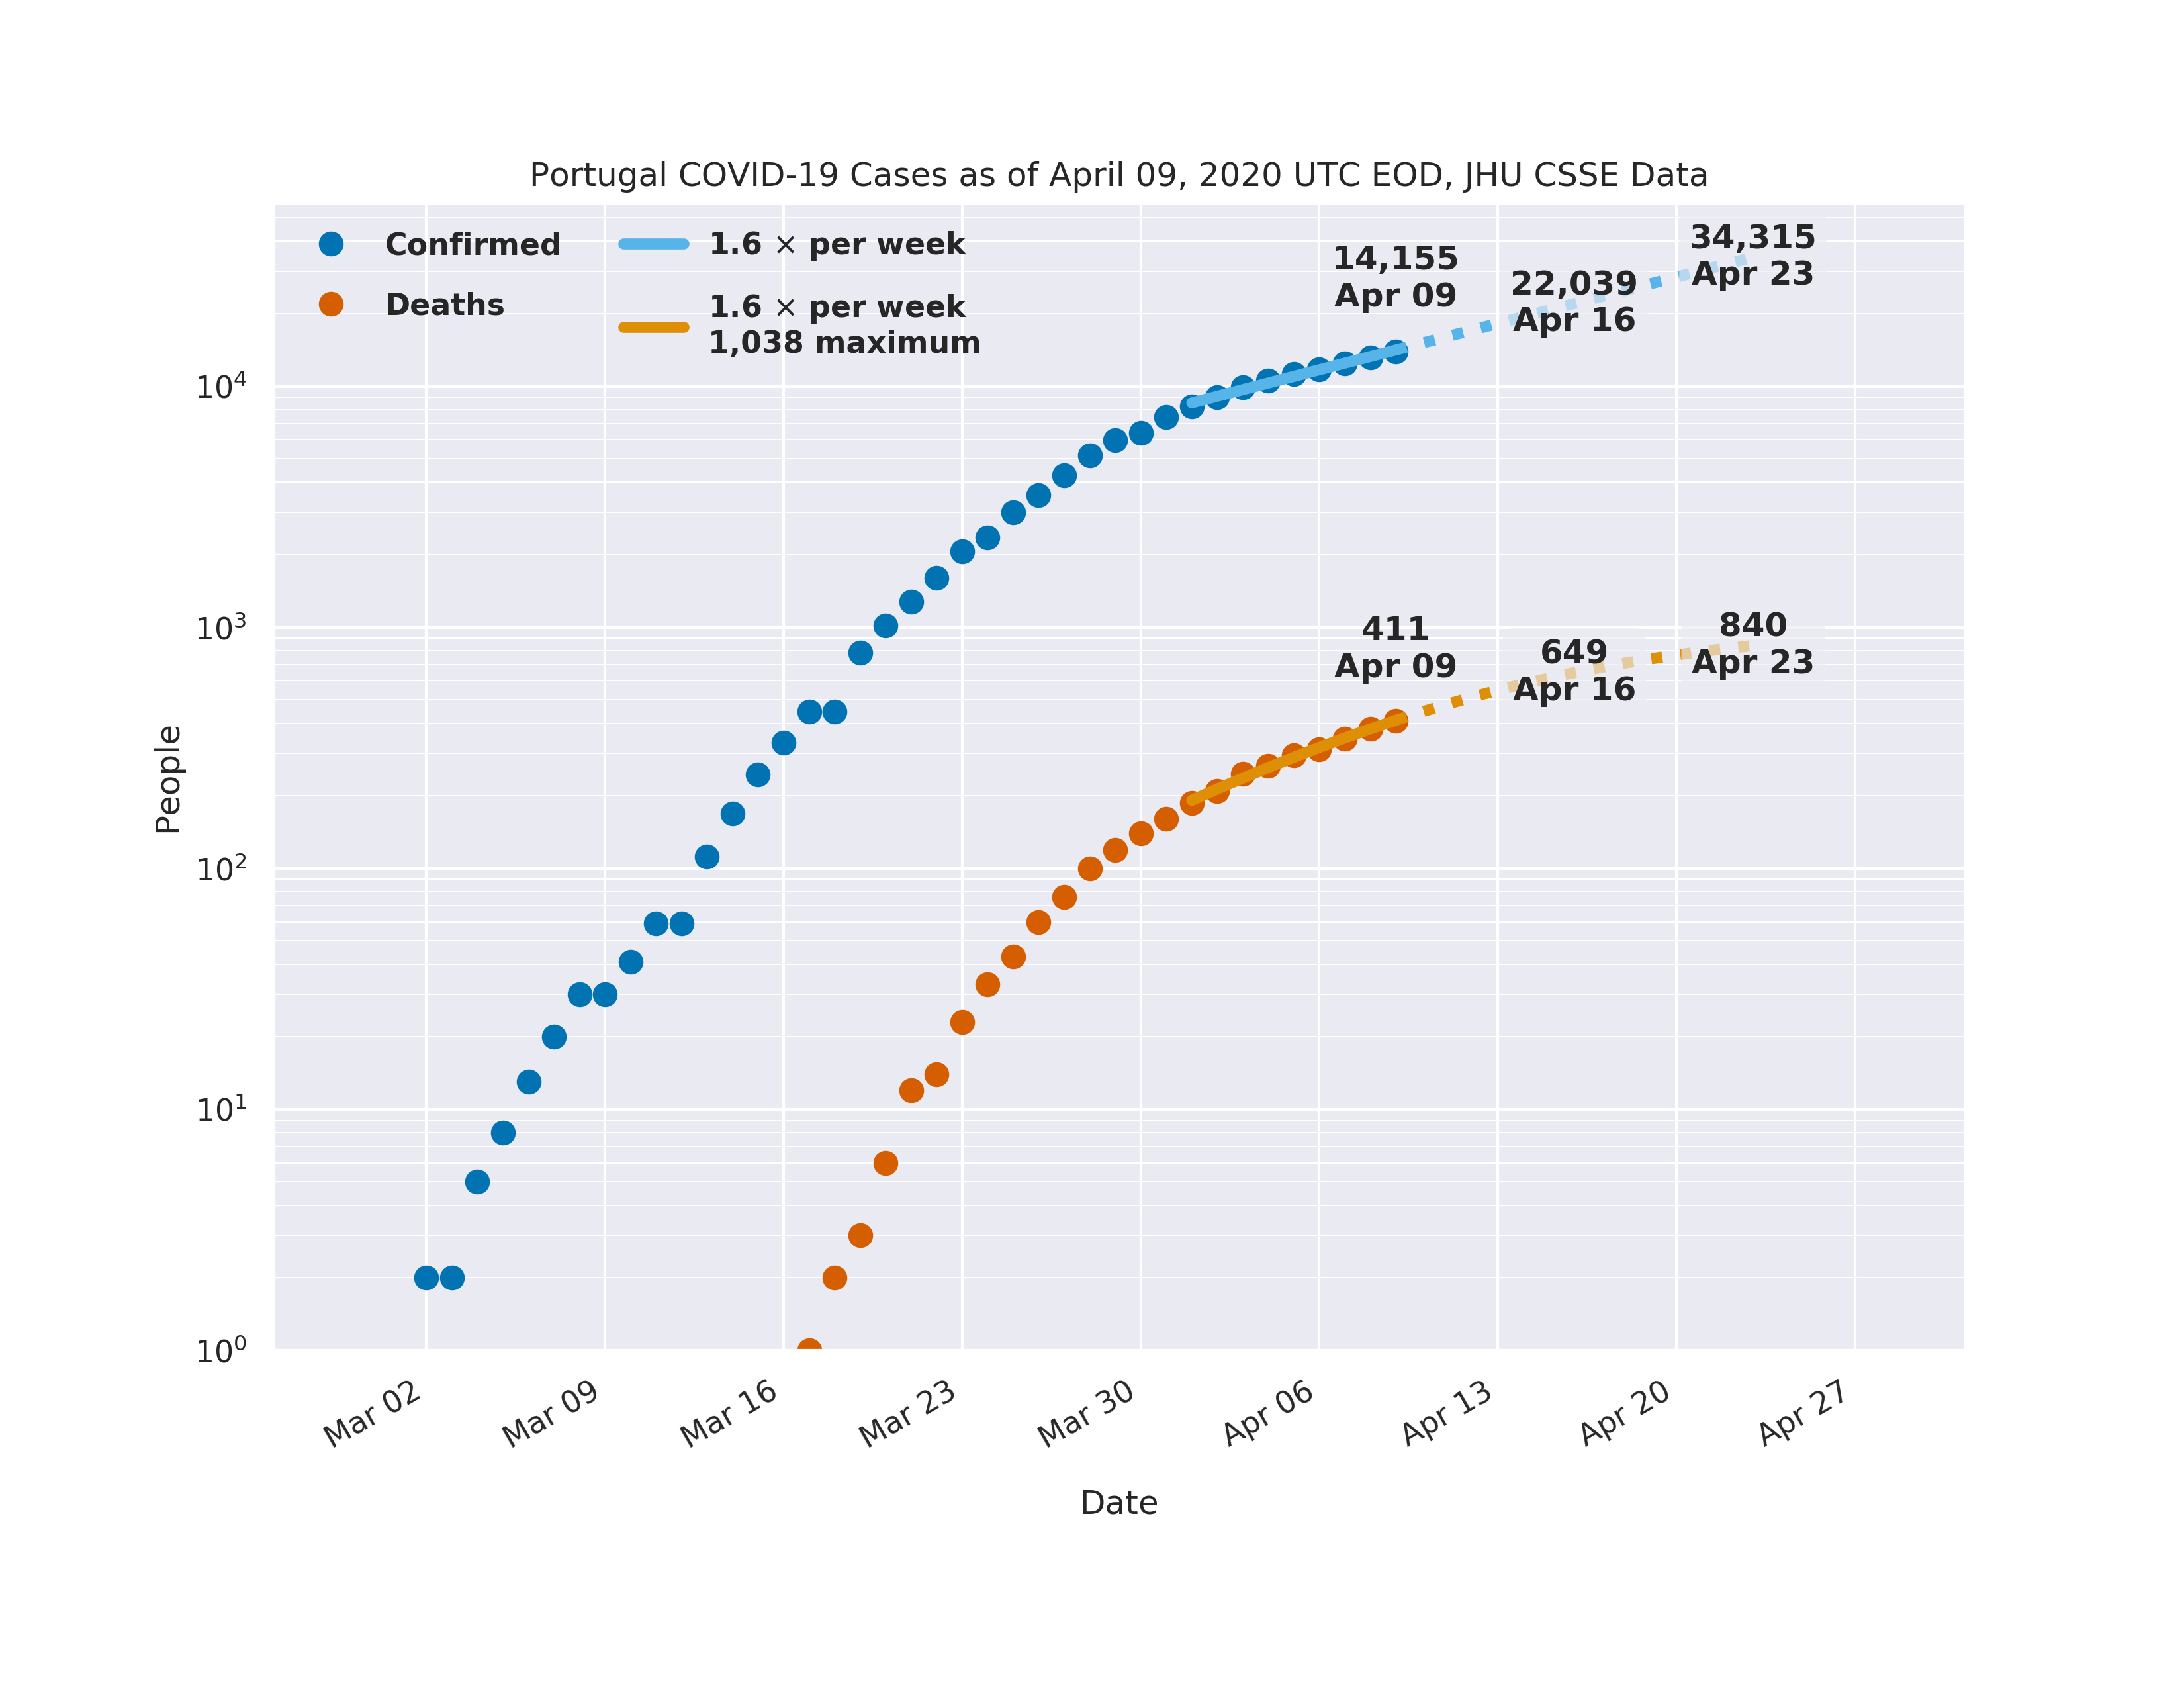 Portugal COVID-19 Cases as of April 09, 2020 UTC EOD, JHU CSSE Data
Confirmed
Deaths
1.6 × per week
1.6 × per week
1,038 maximum
14,155
Apr 09
22,039
Apr 16
34,315
Apr 23
411
Apr 09
649
Apr 16
840
Apr 23
People
10⁴
10³
10²
10¹
10⁰
Mar 02
Mar 09
Mar 16
Mar 23
Mar 30
Apr 06
Apr 13
Apr 20
Apr 27
Date